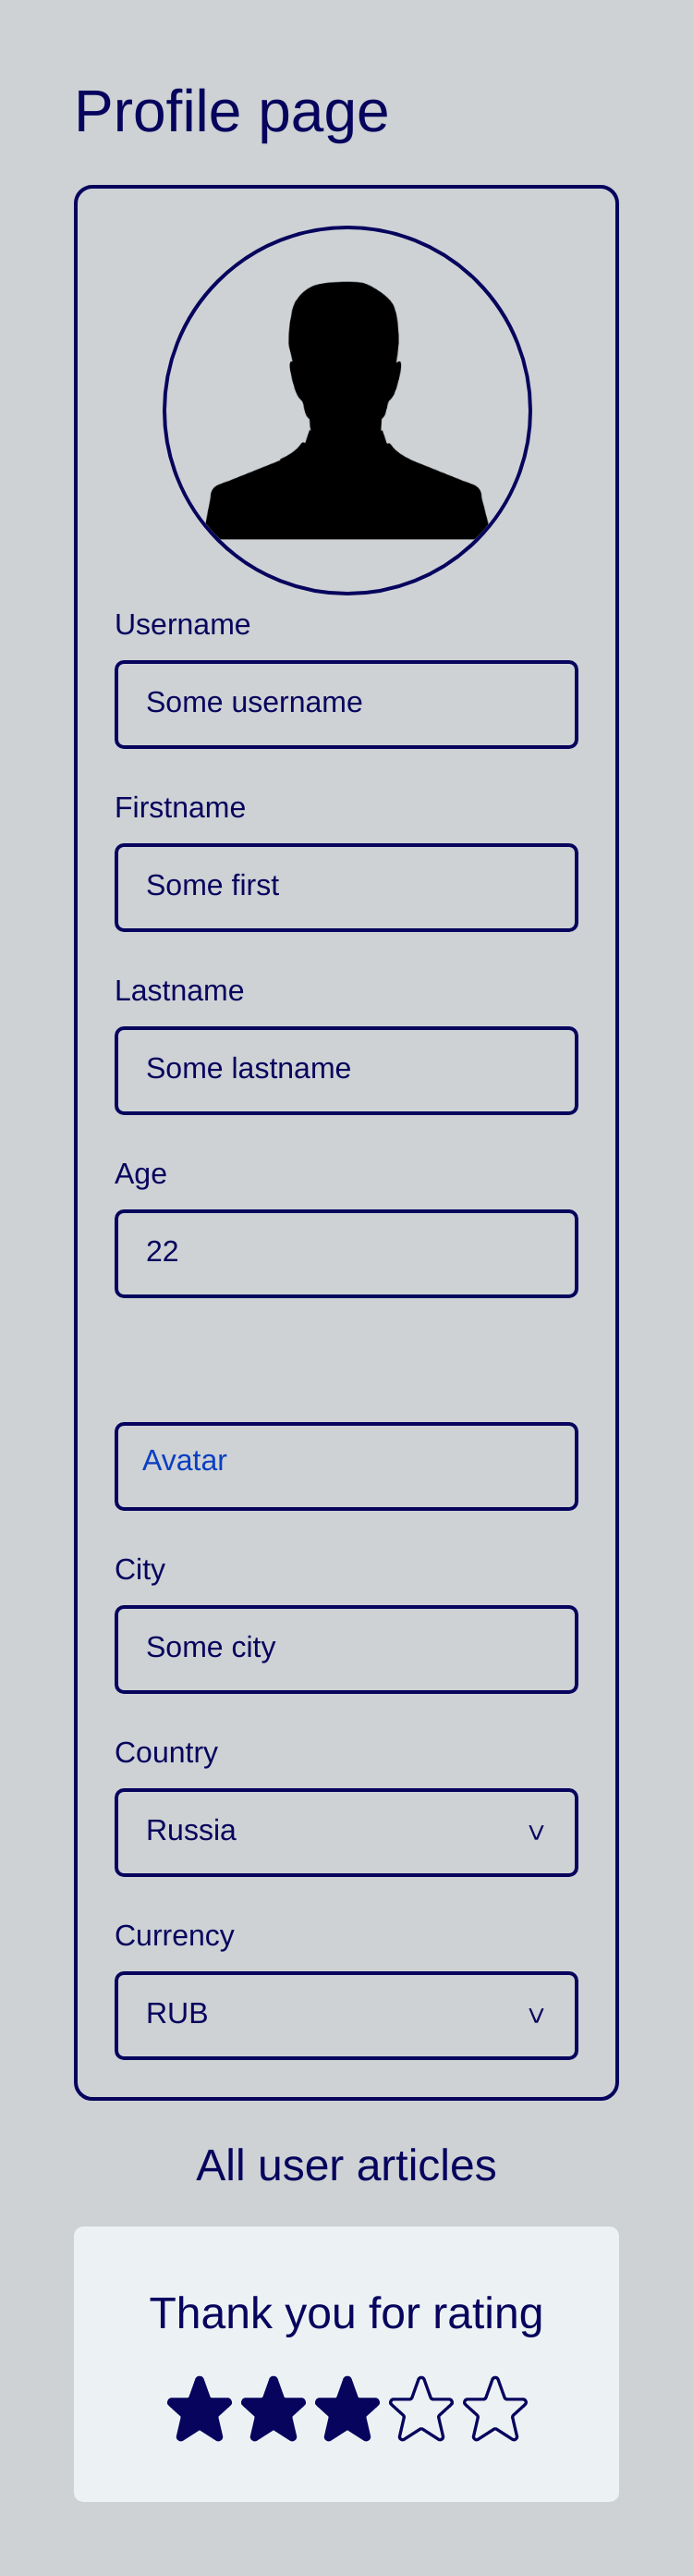 Profile page
Username
Some username
Firstname
Some first
Lastname
Some lastname
Age
22
Avatar
City
Some city
Country
Russia v
Currency
RUB v
All user articles
Thank you for rating